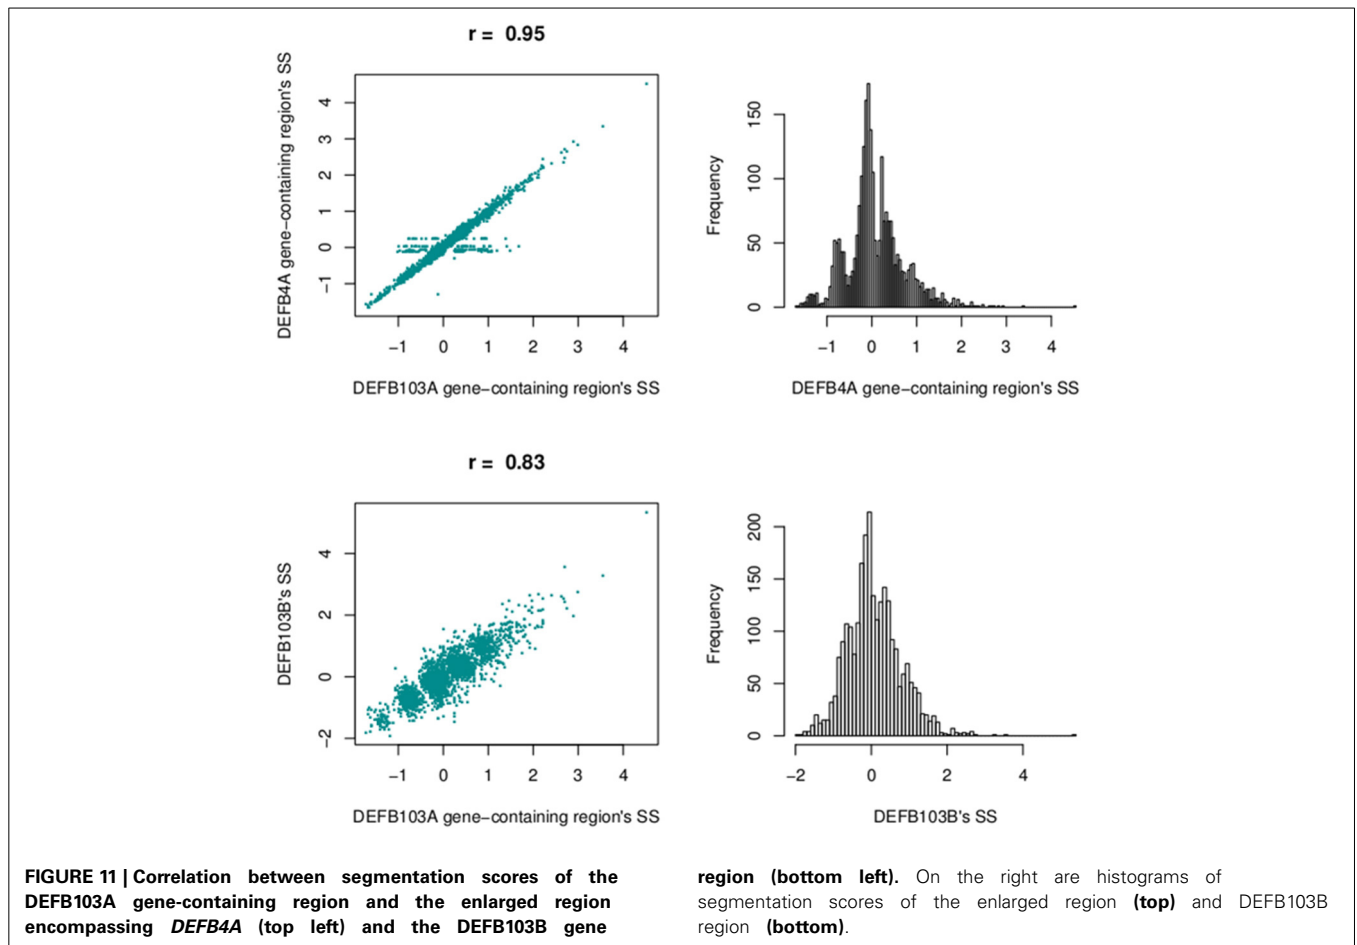 r = 0.95
DEFB4A gene−containing region's SS
4
3
2
1
0
−1
−1 0 1 2 3 4
DEFB103A gene−containing region's SS
Frequency
150
100
50
0
−1 0 1 2 3 4
DEFB4A gene−containing region's SS
r = 0.83
DEFB103B's SS
4
2
0
−2
−1 0 1 2 3 4
DEFB103A gene−containing region's SS
Frequency
200
150
100
50
0
−2 0 2 4
DEFB103B's SS
FIGURE 11 | Correlation between segmentation scores of the
DEFB103A gene-containing region and the enlarged region
encompassing DEFB4A (top left) and the DEFB103B gene
region (bottom left). On the right are histograms of
segmentation scores of the enlarged region (top) and DEFB103B
region (bottom).